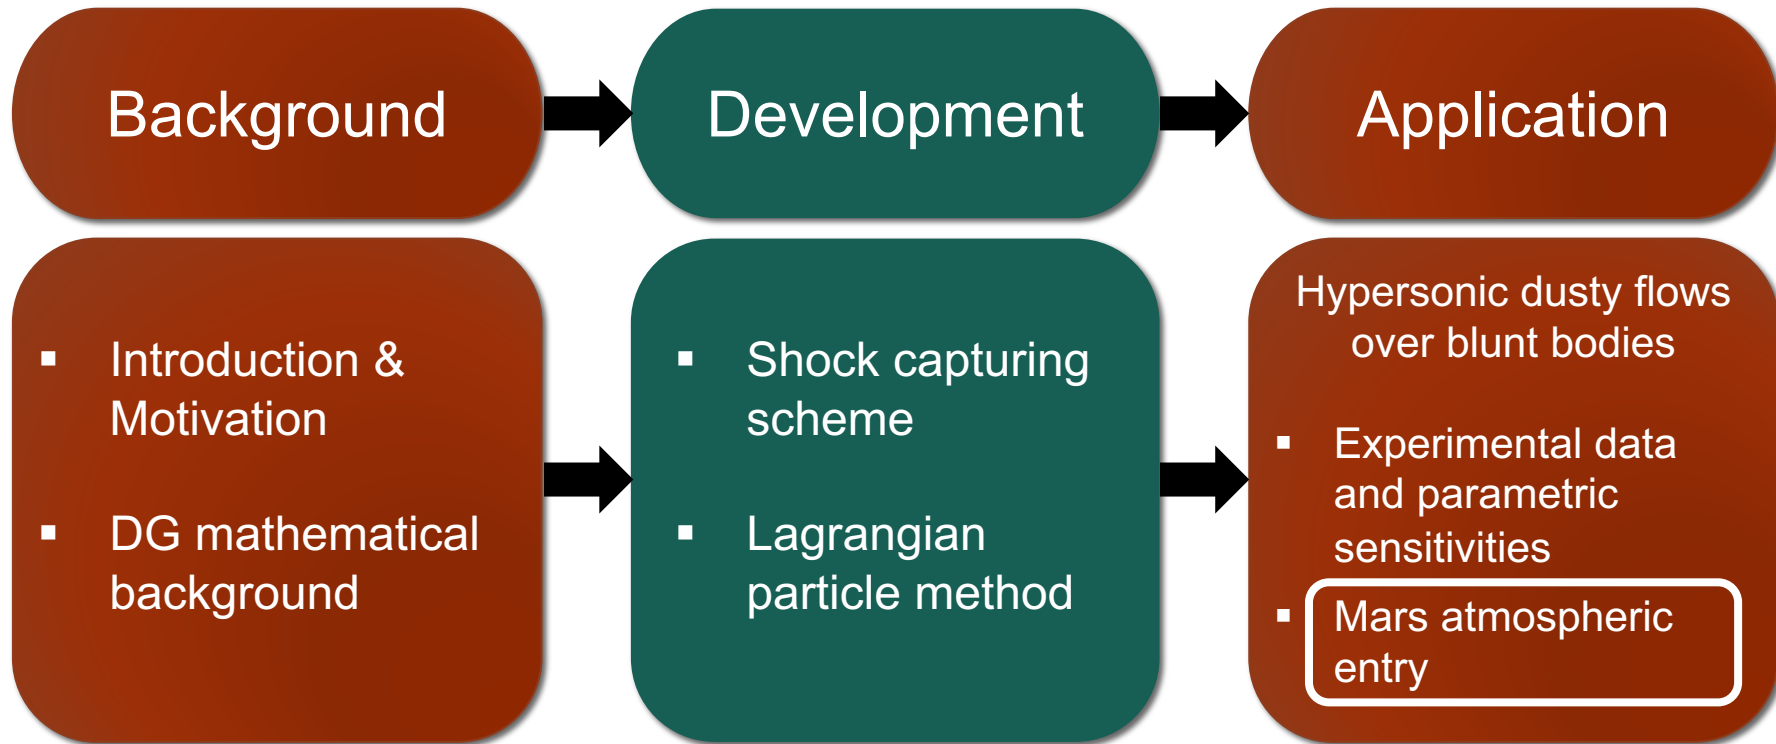 Background
Development
Application
▪ Introduction &
Motivation
▪ DG mathematical
background
▪ Shock capturing
scheme
▪ Lagrangian
particle method
Hypersonic dusty flows
over blunt bodies
▪ Experimental data
and parametric
sensitivities
▪ Mars atmospheric
entry